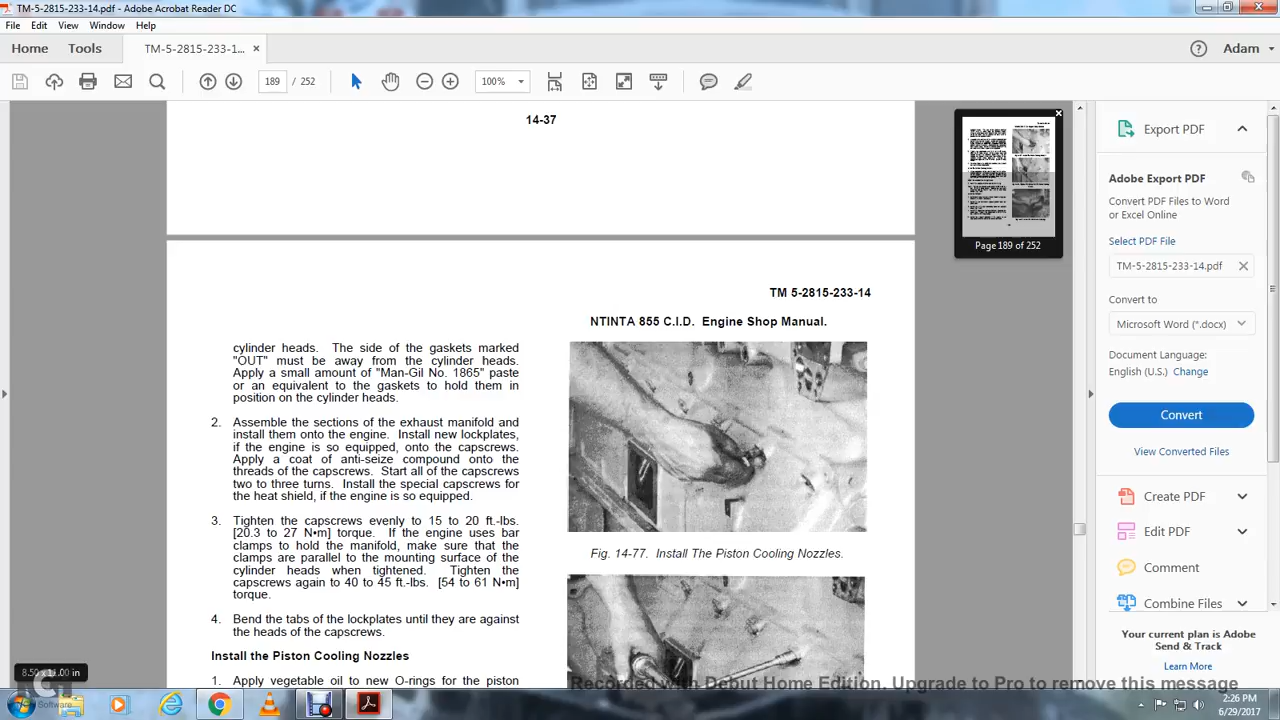 TM-5-2815-233-14.pdf - Adobe Acrobat Reader DC
File Edit View Window Help
Home Tools TM-5-2815-233-1... Adam
189 / 252 100%
14-37
TM 5-2815-233-14
NTINTA 855 C.I.D. Engine Shop Manual.
cylinder heads. The side of the gaskets marked
"OUT" must be away from the cylinder heads.
Apply a small amount of "Man-Gil No. 1865" paste
or an equivalent to the gaskets to hold them in
position on the cylinder heads.
2. Assemble the sections of the exhaust manifold and
install them onto the engine. Install new lockplates,
if the engine is so equipped, onto the capscrews.
Apply a coat of anti-seize compound onto the
threads of the capscrews. Start all of the capscrews
two to three turns. Install the special capscrews for
the heat shield, if the engine is so equipped.
3. Tighten the capscrews evenly to 15 to 20 ft.-lbs.
[20.3 to 27 N•m] torque. If the engine uses bar
clamps to hold the manifold, make sure that the
clamps are parallel to the mounting surface of the
cylinder heads when tightened. Tighten the
capscrews again to 40 to 45 ft.-lbs. [54 to 61 N•m]
torque.
4. Bend the tabs of the lockplates until they are against
the heads of the capscrews.
Install the Piston Cooling Nozzles
1. Apply vegetable oil to new O-rings for the piston
Fig. 14-77. Install The Piston Cooling Nozzles.
Page 189 of 252
Export PDF
Adobe Export PDF
Convert PDF Files to Word
or Excel Online
Select PDF File
TM-5-2815-233-14.pdf
Convert to
Microsoft Word (*.docx)
Document Language:
English (U.S.) Change
Convert
View Converted Files
Create PDF
Edit PDF
Comment
Combine Files
Your current plan is Adobe
Send & Track
Learn More
8.50 x 11.00 in
Software
Recorded with Debut Home Edition. Upgrade to Pro to remove this message
2:26 PM
6/29/2017